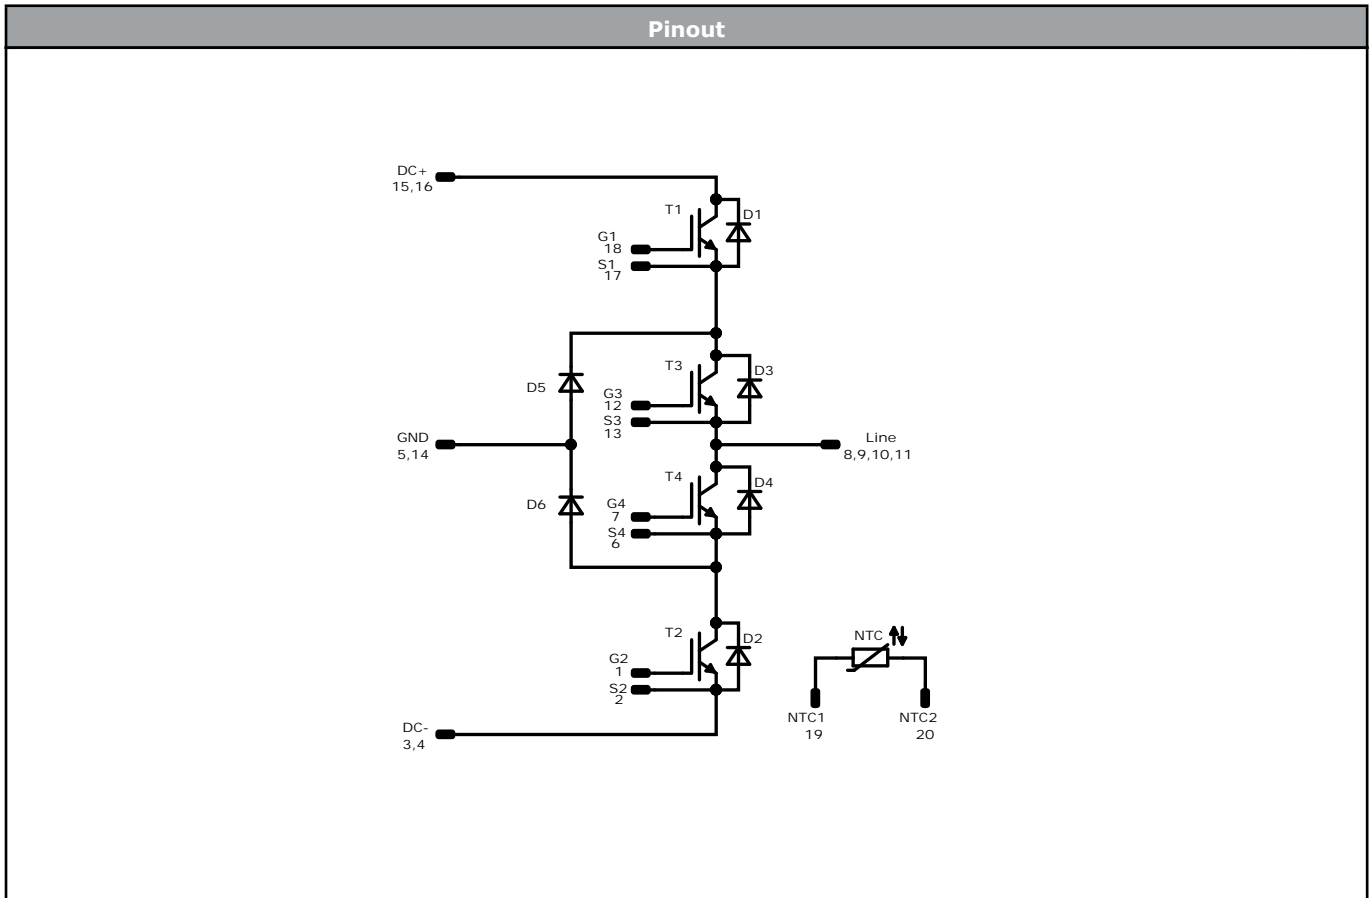 Pinout
DC+
15,16
T1
D1
G1
18
S1
17
T3
D3
D5
G3
12
S3
13
GND
5,14
Line
8,9,10,11
T4
D4
D6
G4
7
S4
6
T2
D2
NTC
G2
1
S2
2
DC-
3,4
NTC1
19
NTC2
20